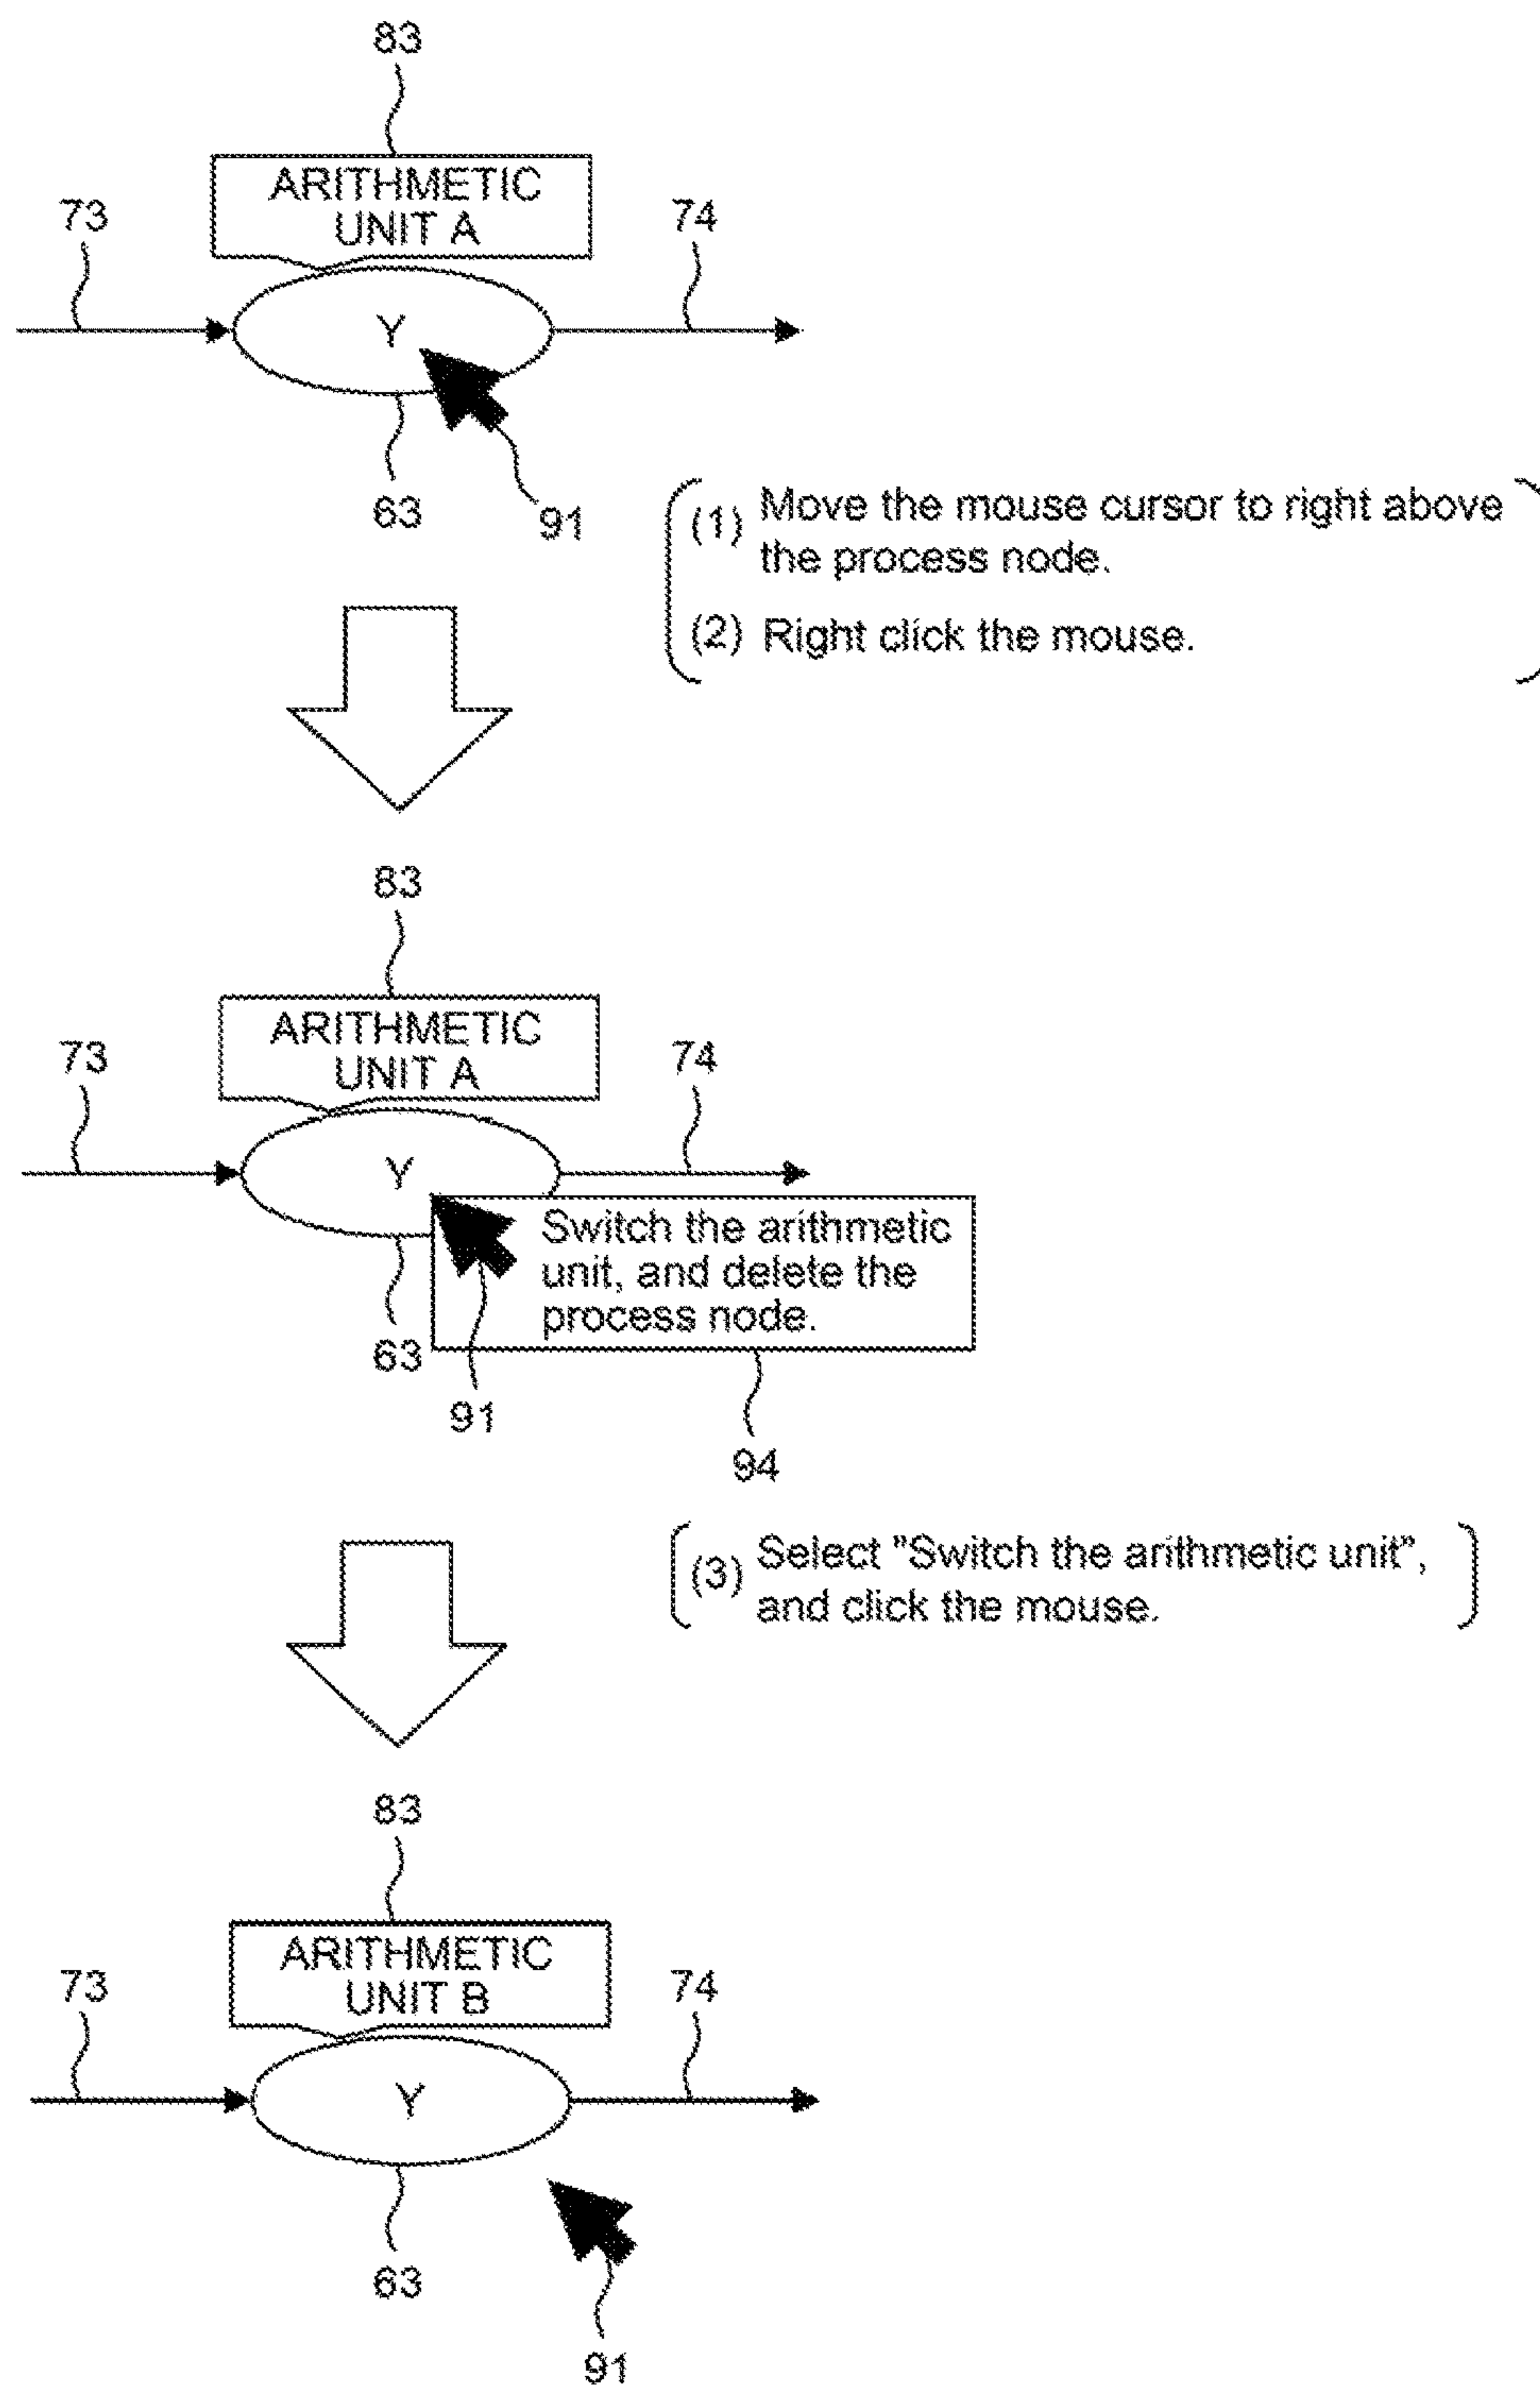 83
ARITHMETIC
UNIT A
73
74
Y
63
91
(1) Move the mouse cursor to right above
the process node.
(2) Right click the mouse.
83
ARITHMETIC
UNIT A
73
74
Y
Switch the arithmetic
unit, and delete the
process node.
63
91
94
(3) Select "Switch the arithmetic unit",
and click the mouse.
83
ARITHMETIC
UNIT B
73
74
Y
63
91